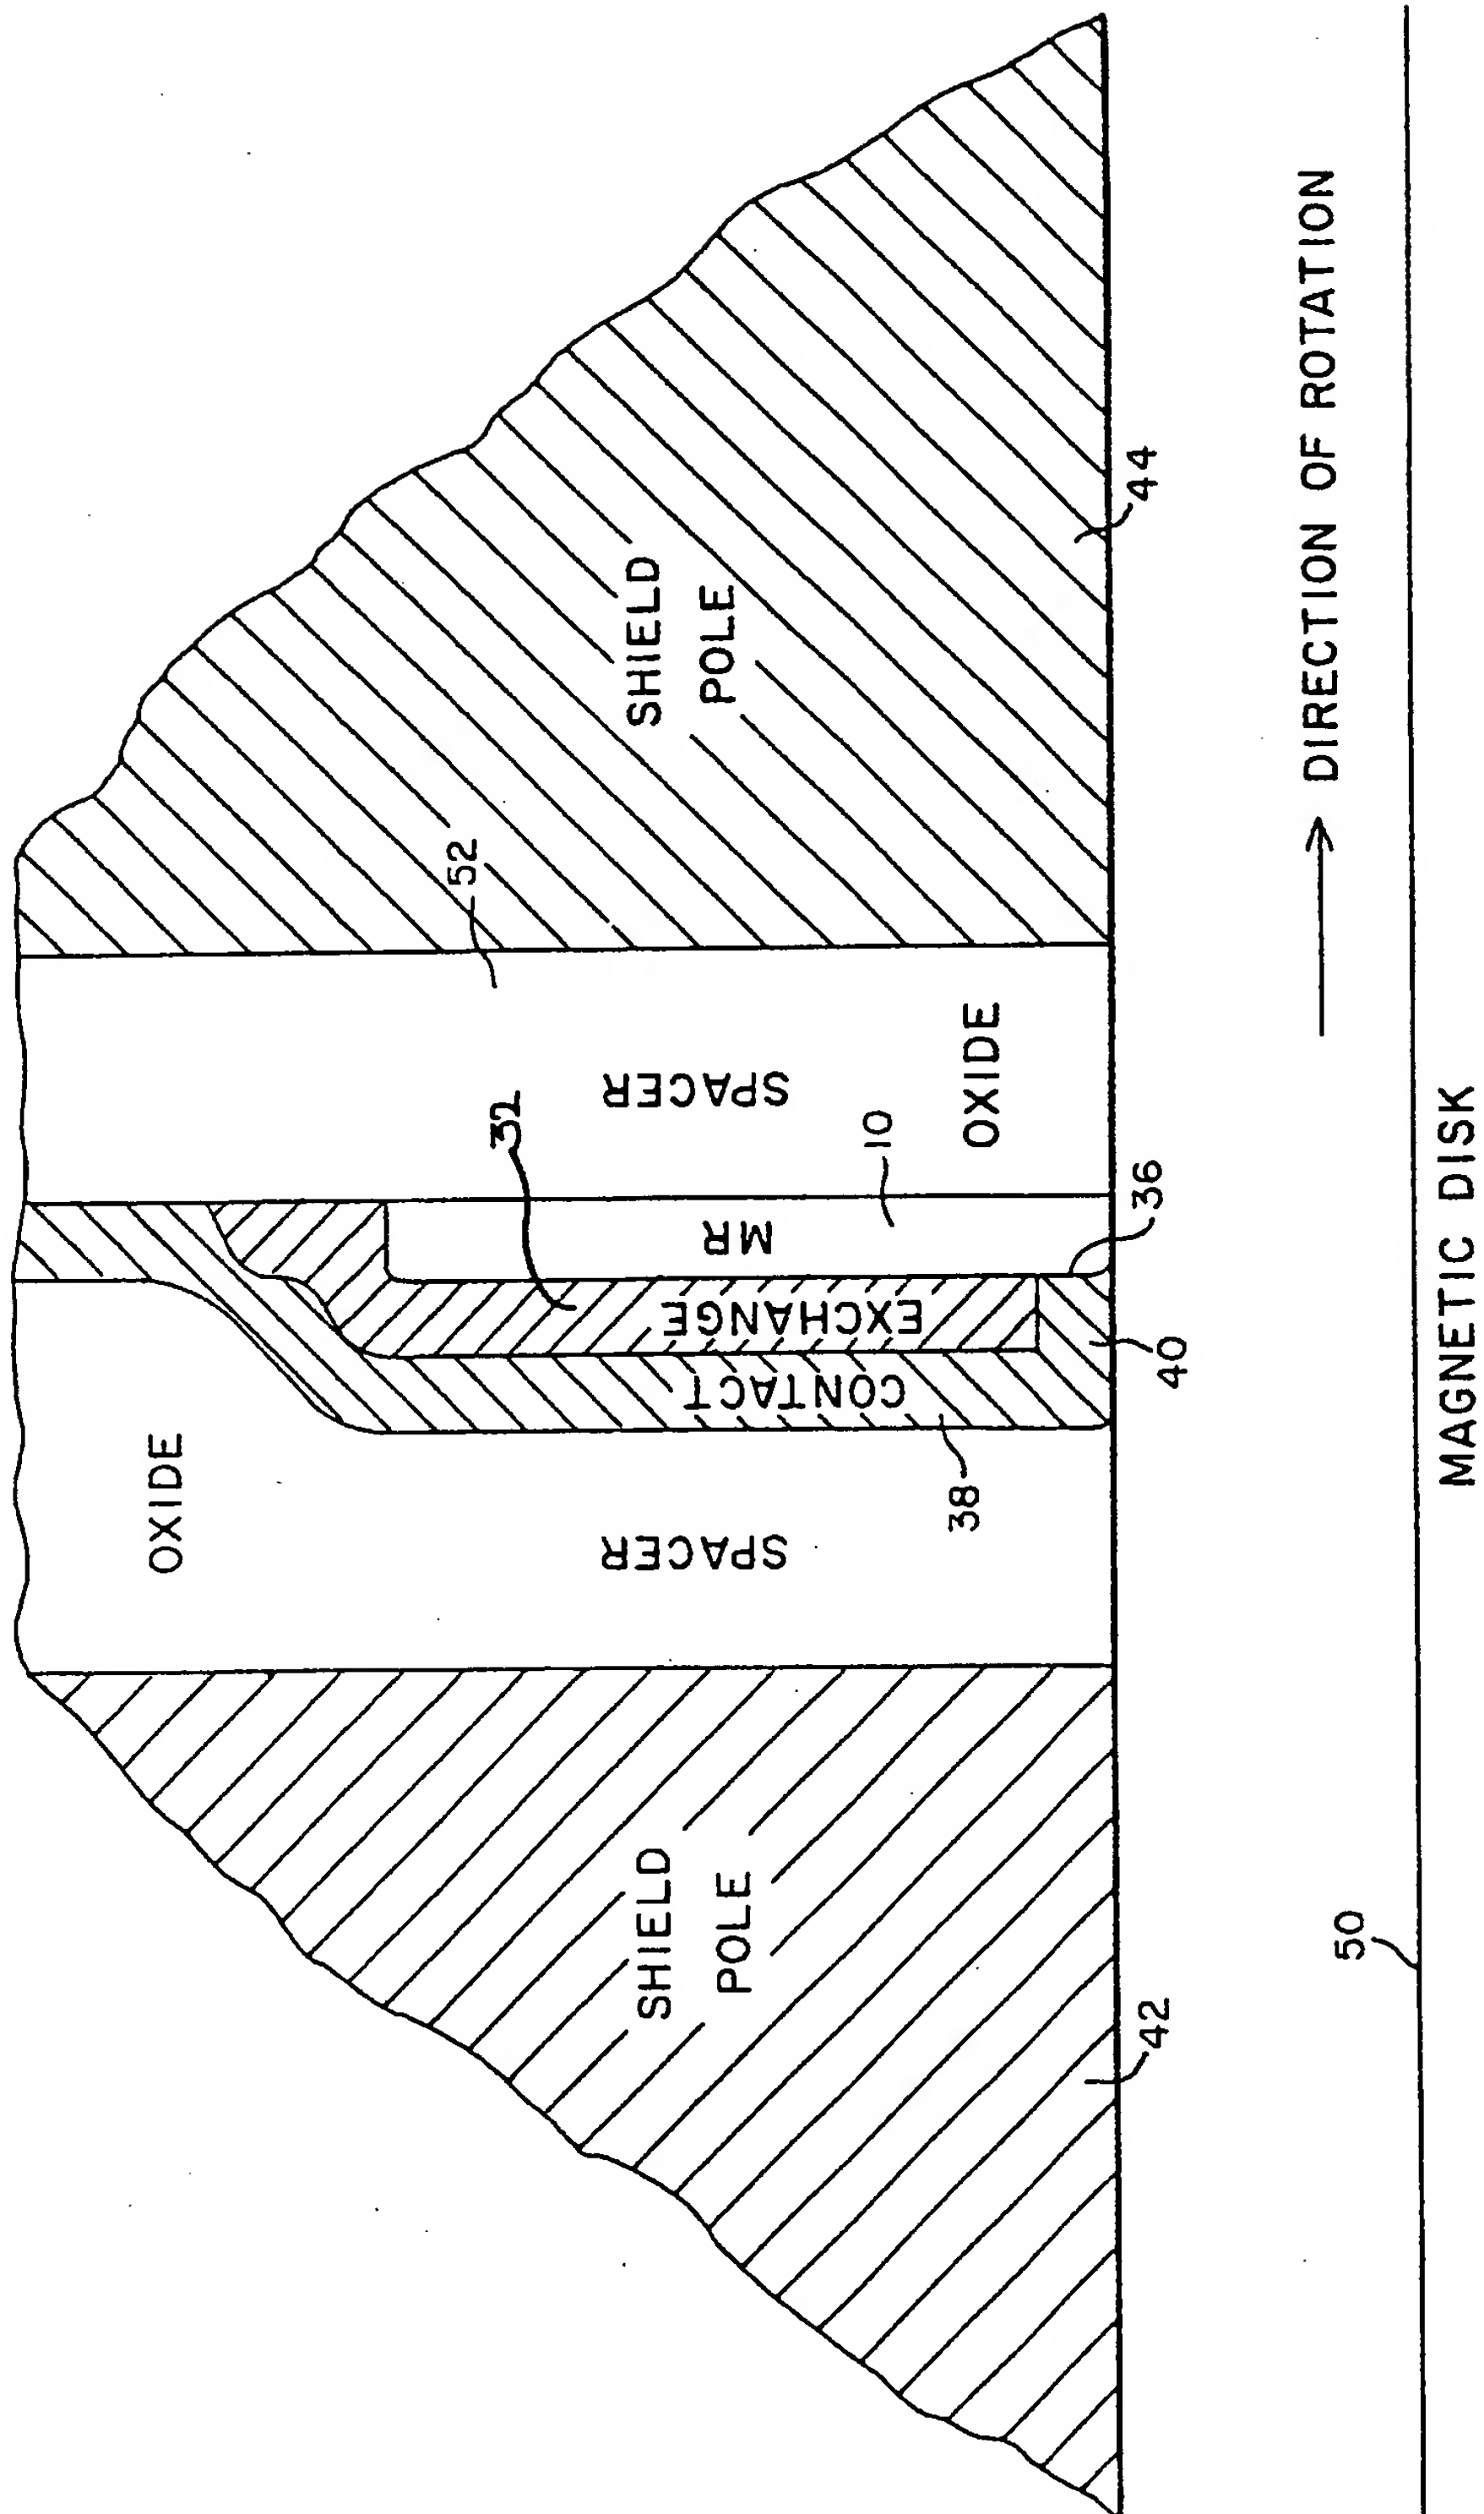 OXIDE
SPACER
SHIELD
POLE
42
38
CONTACT
EXCHANGE
40
MR
36
32
10
SPACER
OXIDE
52
SHIELD
POLE
44
DIRECTION OF ROTATION
50
MAGNETIC DISK